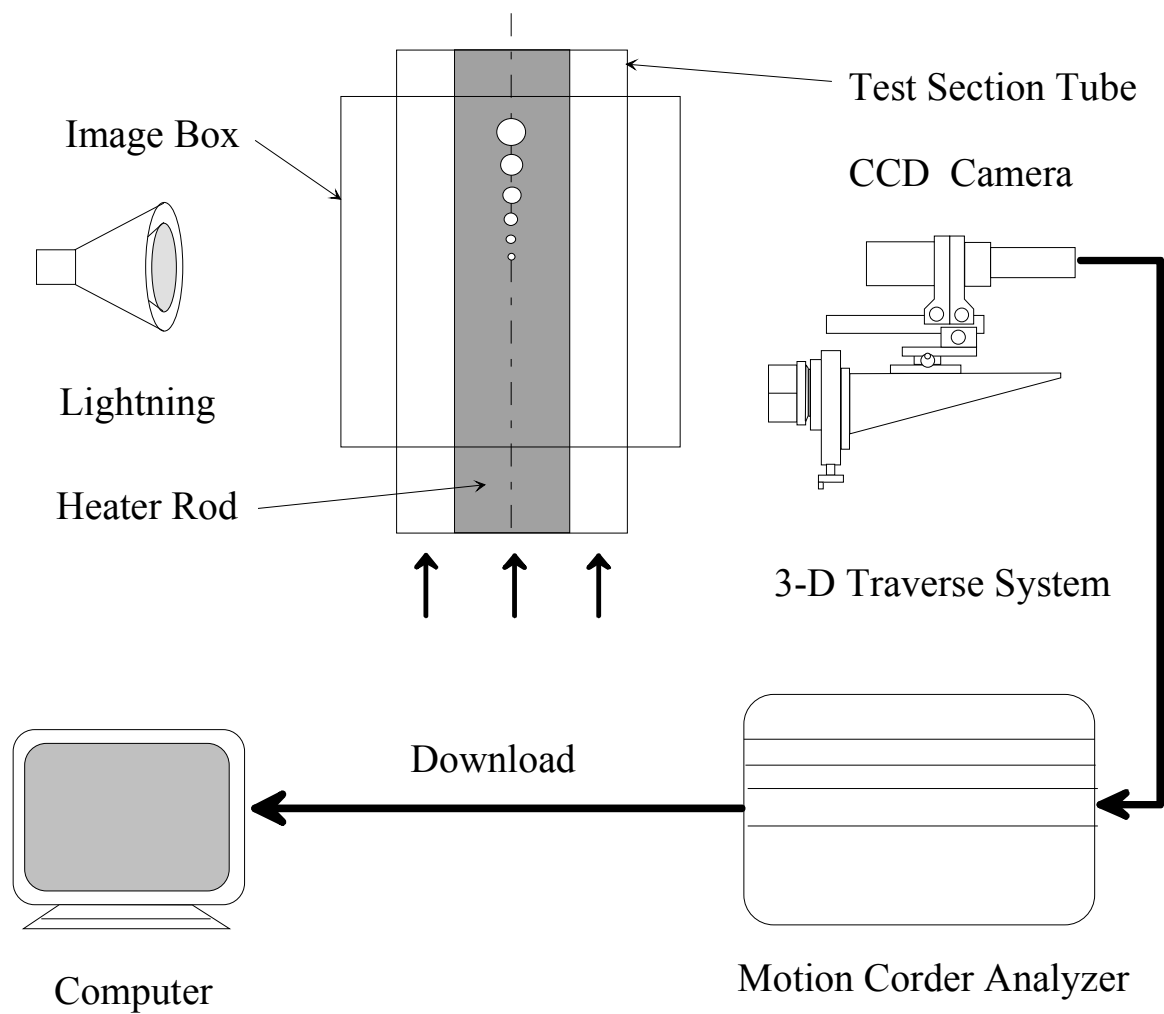 Test Section Tube
Image Box
CCD Camera
Lightning
Heater Rod
3-D Traverse System
Download
Computer
Motion Corder Analyzer